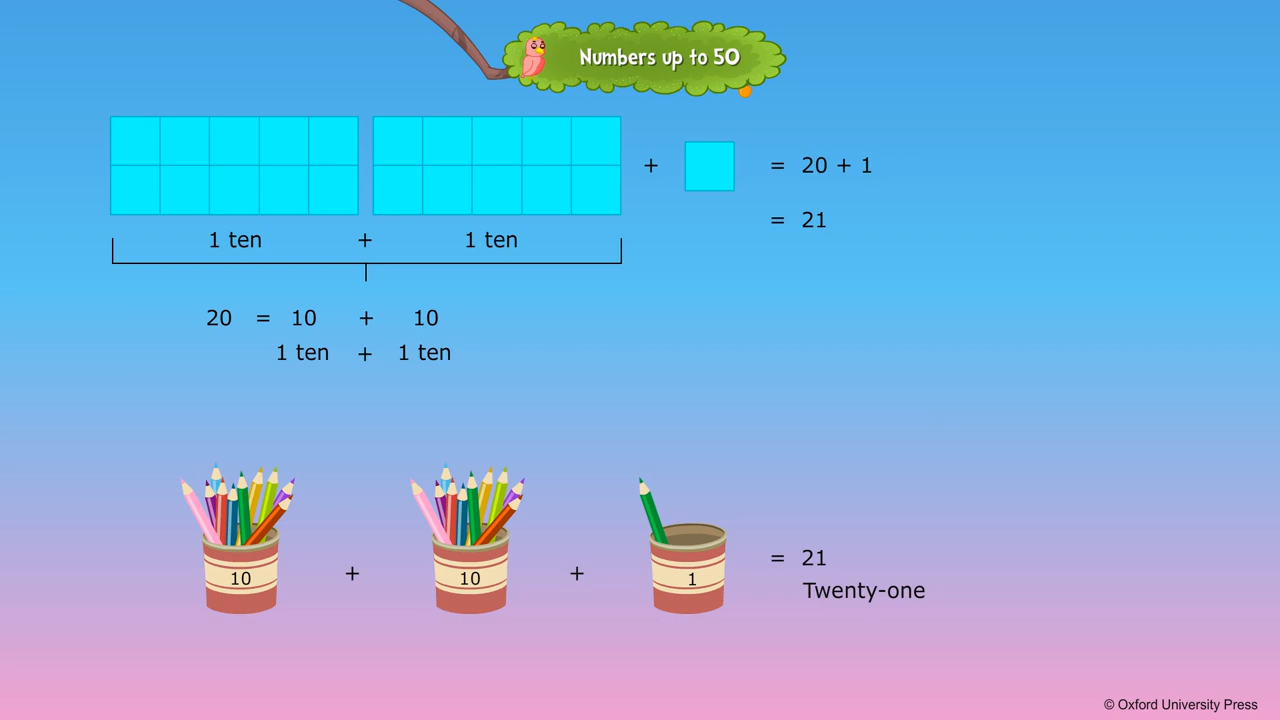 Numbers up to 50
+ = 20 + 1
= 21
1 ten + 1 ten
20 = 10 + 10
1 ten + 1 ten
10 + 10 + 1
= 21
Twenty-one
© Oxford University Press